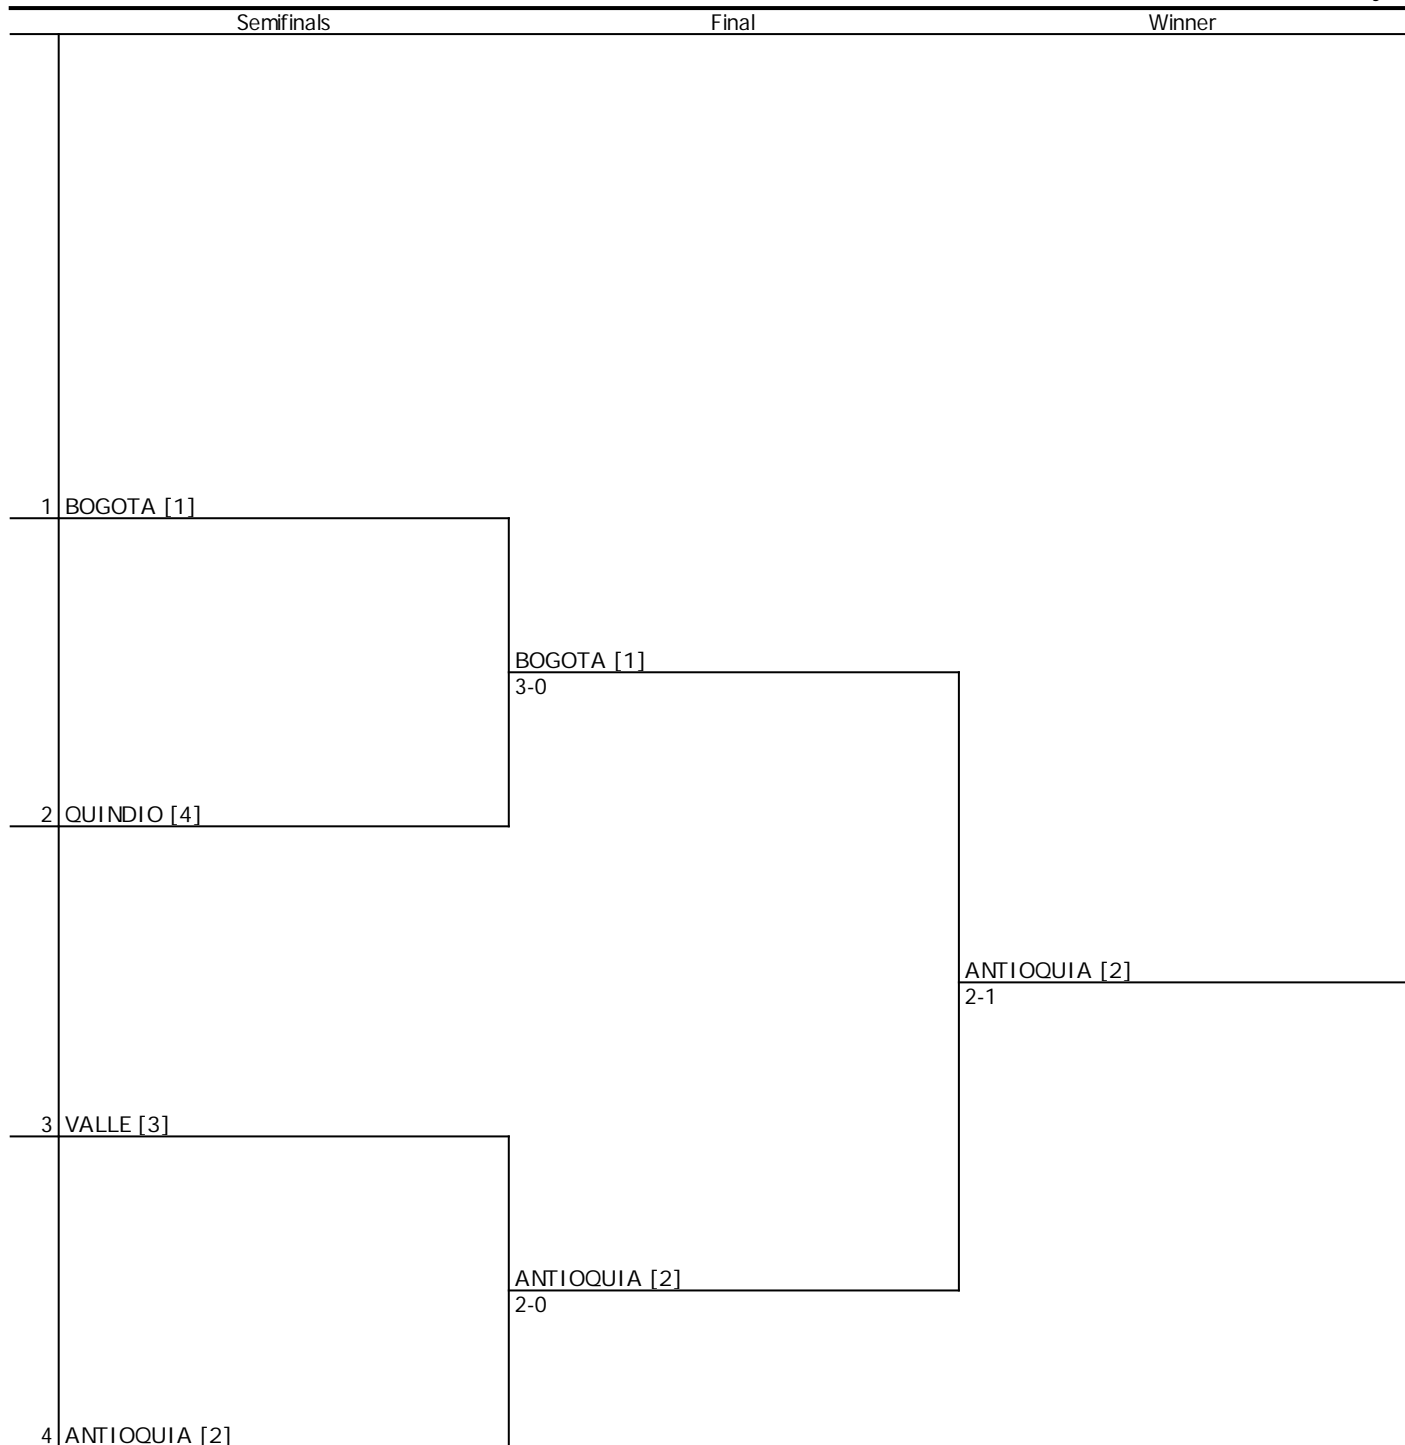 Semifinals Final Winner
1 BOGOTA [1]
BOGOTA [1]
3-0
2 QUINDIO [4]
ANTIOQUIA [2]
2-1
3 VALLE [3]
ANTIOQUIA [2]
2-0
4 ANTIOQUIA [2]